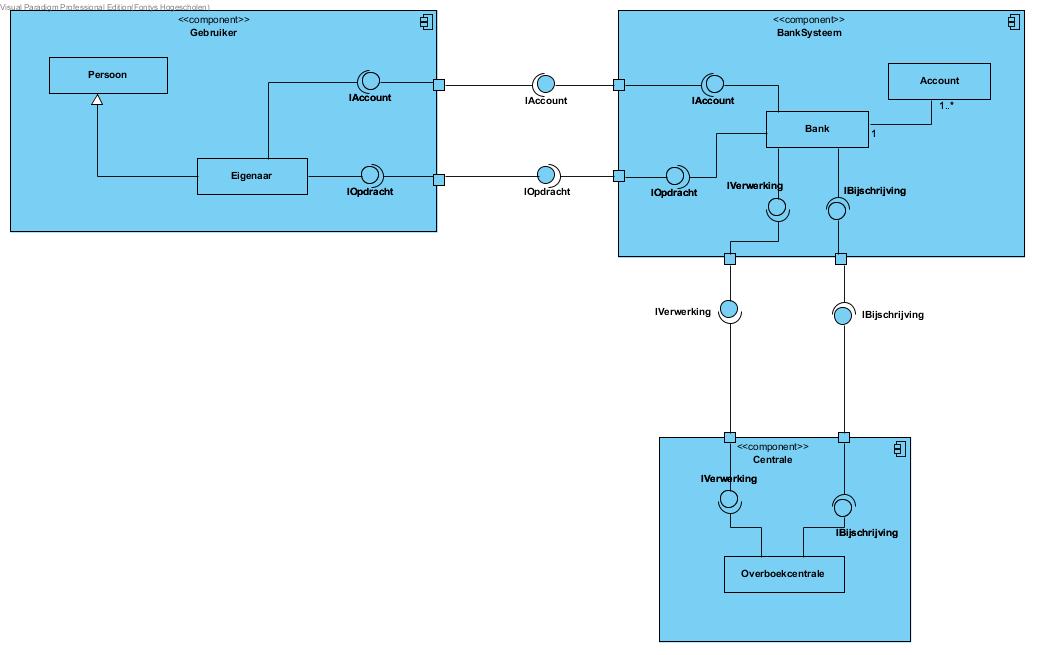 Visual Paradigm Professional Edition(Fontys Hogescholen)
<<component>>
Gebruiker
Persoon
Eigenaar
IAccount
IOpdracht
IAccount
IOpdracht
<<component>>
BankSysteem
IAccount
IOpdracht
Account
1..*
Bank
1
IVerwerking
IBijschrijving
IVerwerking
IBijschrijving
<<component>>
Centrale
IVerwerking
IBijschrijving
Overboekcentrale